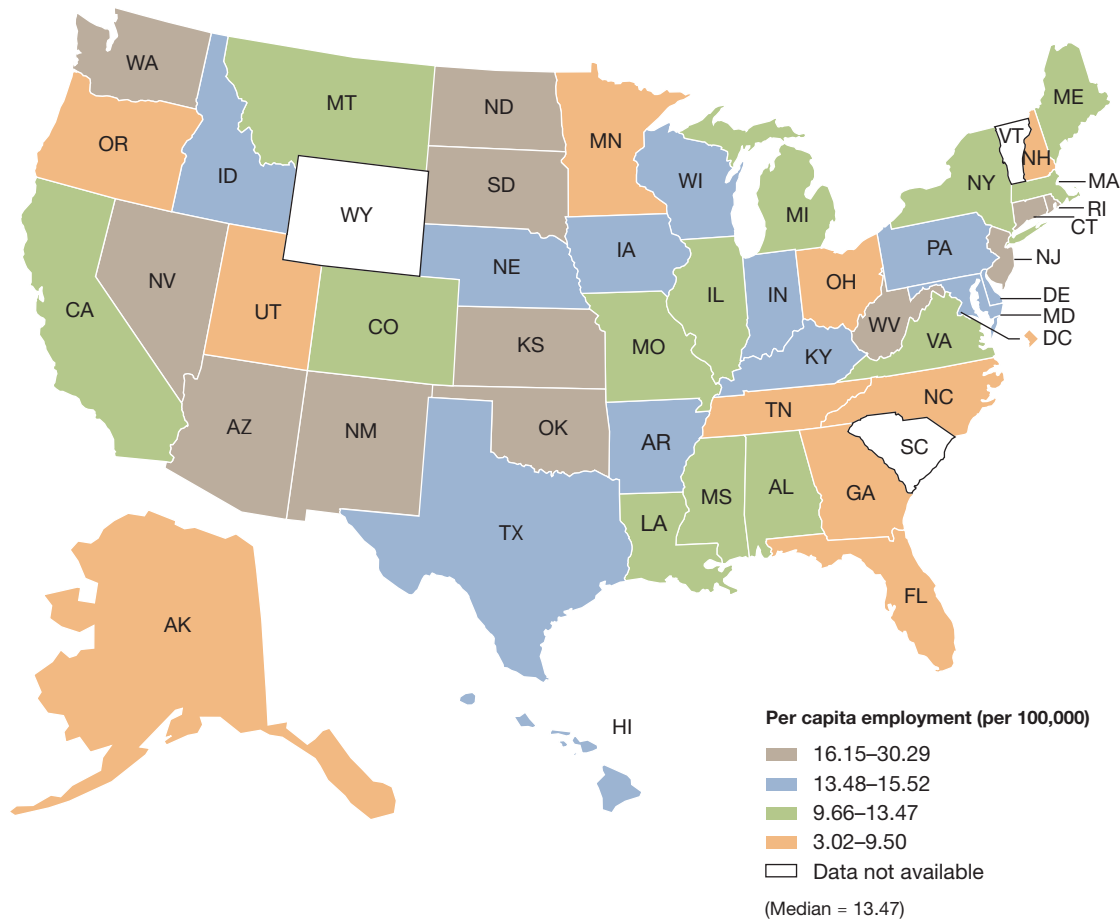 WA
MT
ND
MN
ME
OR
ID
SD
WI
VT
NH
NY
MA
WY
MI
RI
CT
NE
IA
PA
NJ
NV
UT
IL
IN
OH
DE
CA
CO
WV
MD
KS
MO
VA
DC
KY
AZ
NM
OK
TN
NC
AR
SC
MS
AL
GA
LA
TX
FL
AK
HI
Per capita employment (per 100,000)
16.15–30.29
13.48–15.52
9.66–13.47
3.02–9.50
Data not available
(Median = 13.47)